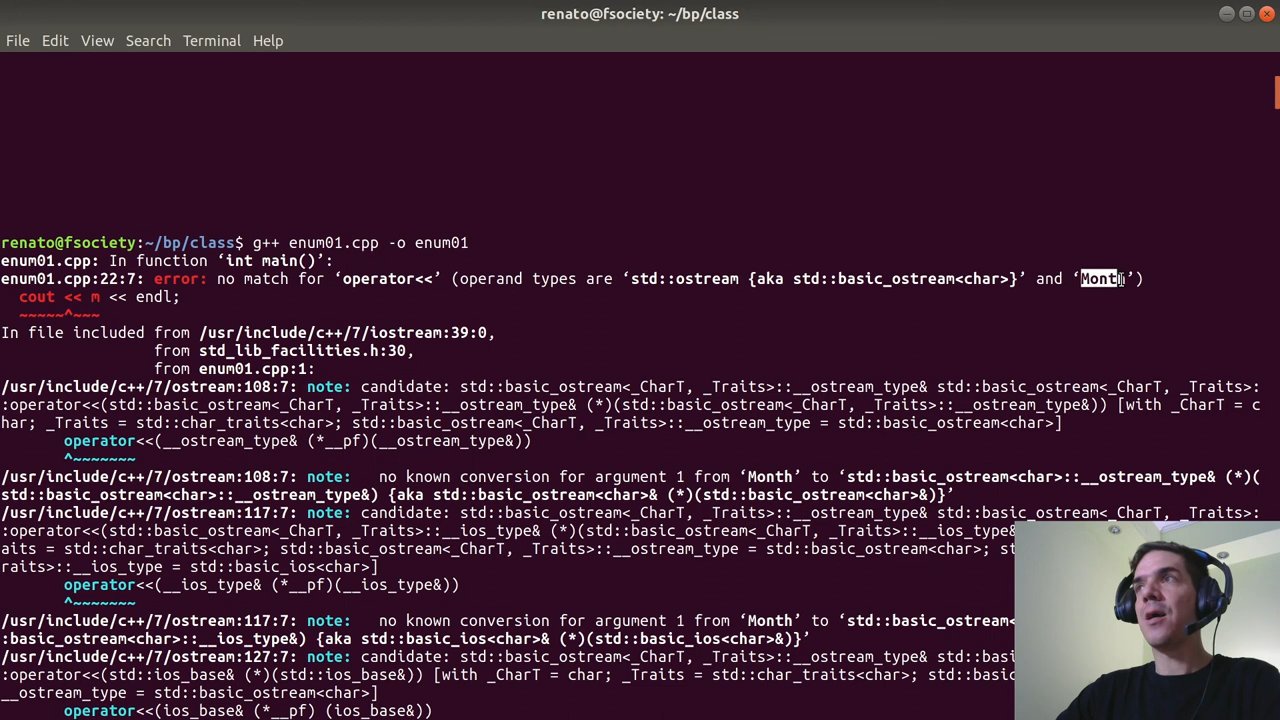 renato@fsociety: ~/bp/class
File Edit View Search Terminal Help
renato@fsociety:~/bp/class$ g++ enum01.cpp -o enum01
enum01.cpp: In function ‘int main()’:
enum01.cpp:22:7: error: no match for ‘operator<<’ (operand types are ‘std::ostream {aka std::basic_ostream<char>}’ and ‘Month’)
cout << m << endl;
~~~~~^~~~
In file included from /usr/include/c++/7/iostream:39:0,
from std_lib_facilities.h:30,
from enum01.cpp:1:
/usr/include/c++/7/ostream:108:7: note: candidate: std::basic_ostream<_CharT, _Traits>::__ostream_type& std::basic_ostream<_CharT, _Traits>:
:operator<<(std::basic_ostream<_CharT, _Traits>::__ostream_type& (*)(std::basic_ostream<_CharT, _Traits>::__ostream_type&)) [with _CharT = c
har; _Traits = std::char_traits<char>; std::basic_ostream<_CharT, _Traits>::__ostream_type = std::basic_ostream<char>]
operator<<(__ostream_type& (*__pf)(__ostream_type&))
^~~~~~~~
/usr/include/c++/7/ostream:108:7: note:   no known conversion for argument 1 from ‘Month’ to ‘std::basic_ostream<char>::__ostream_type& (*)(
std::basic_ostream<char>::__ostream_type&) {aka std::basic_ostream<char>& (*)(std::basic_ostream<char>&)}’
/usr/include/c++/7/ostream:117:7: note: candidate: std::basic_ostream<_CharT, _Traits>::__ostream_type& std::basic_ostream<_CharT, _Traits>:
:operator<<(std::basic_ostream<_CharT, _Traits>::__ios_type& (*)(std::basic_ostream<_CharT, _Traits>::__ios_type&
aits = std::char_traits<char>; std::basic_ostream<_CharT, _Traits>::__ostream_type = std::basic_ostream<char>; st
raits>::__ios_type = std::basic_ios<char>]
operator<<(__ios_type& (*__pf)(__ios_type&))
^~~~~~~~
/usr/include/c++/7/ostream:117:7: note:   no known conversion for argument 1 from ‘Month’ to ‘std::basic_ostream<
:basic_ostream<char>::__ios_type&) {aka std::basic_ios<char>& (*)(std::basic_ios<char>&)}’
/usr/include/c++/7/ostream:127:7: note: candidate: std::basic_ostream<_CharT, _Traits>::__ostream_type& std::basi
:operator<<(std::ios_base& (*)(std::ios_base&)) [with _CharT = char; _Traits = std::char_traits<char>; std::basic
__ostream_type = std::basic_ostream<char>]
operator<<(ios_base& (*__pf) (ios_base&))